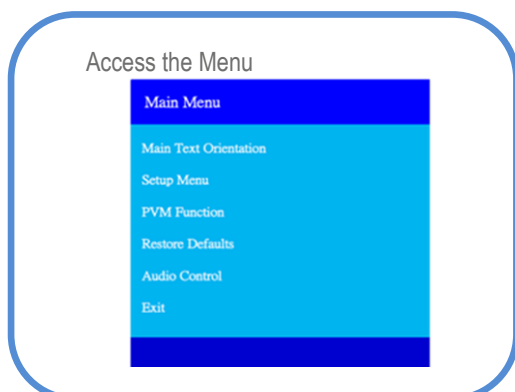 Access the Menu
Main Menu
Main Text Orientation
Setup Menu
PVM Function
Restore Defaults
Audio Control
Exit